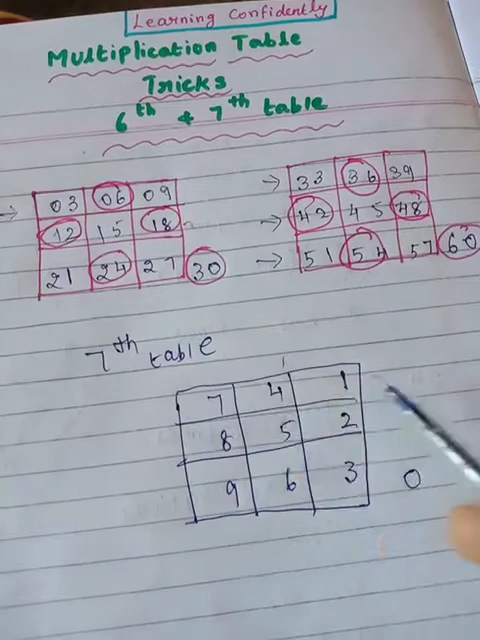 Learning Confidently
Multiplication Table
Tricks
6th & 7th table
03 06 09
12 15 18
21 24 27 30
33 36 39
42 45 48
51 54 57 60
7th table
7 4 1
8 5 2
9 6 3 0